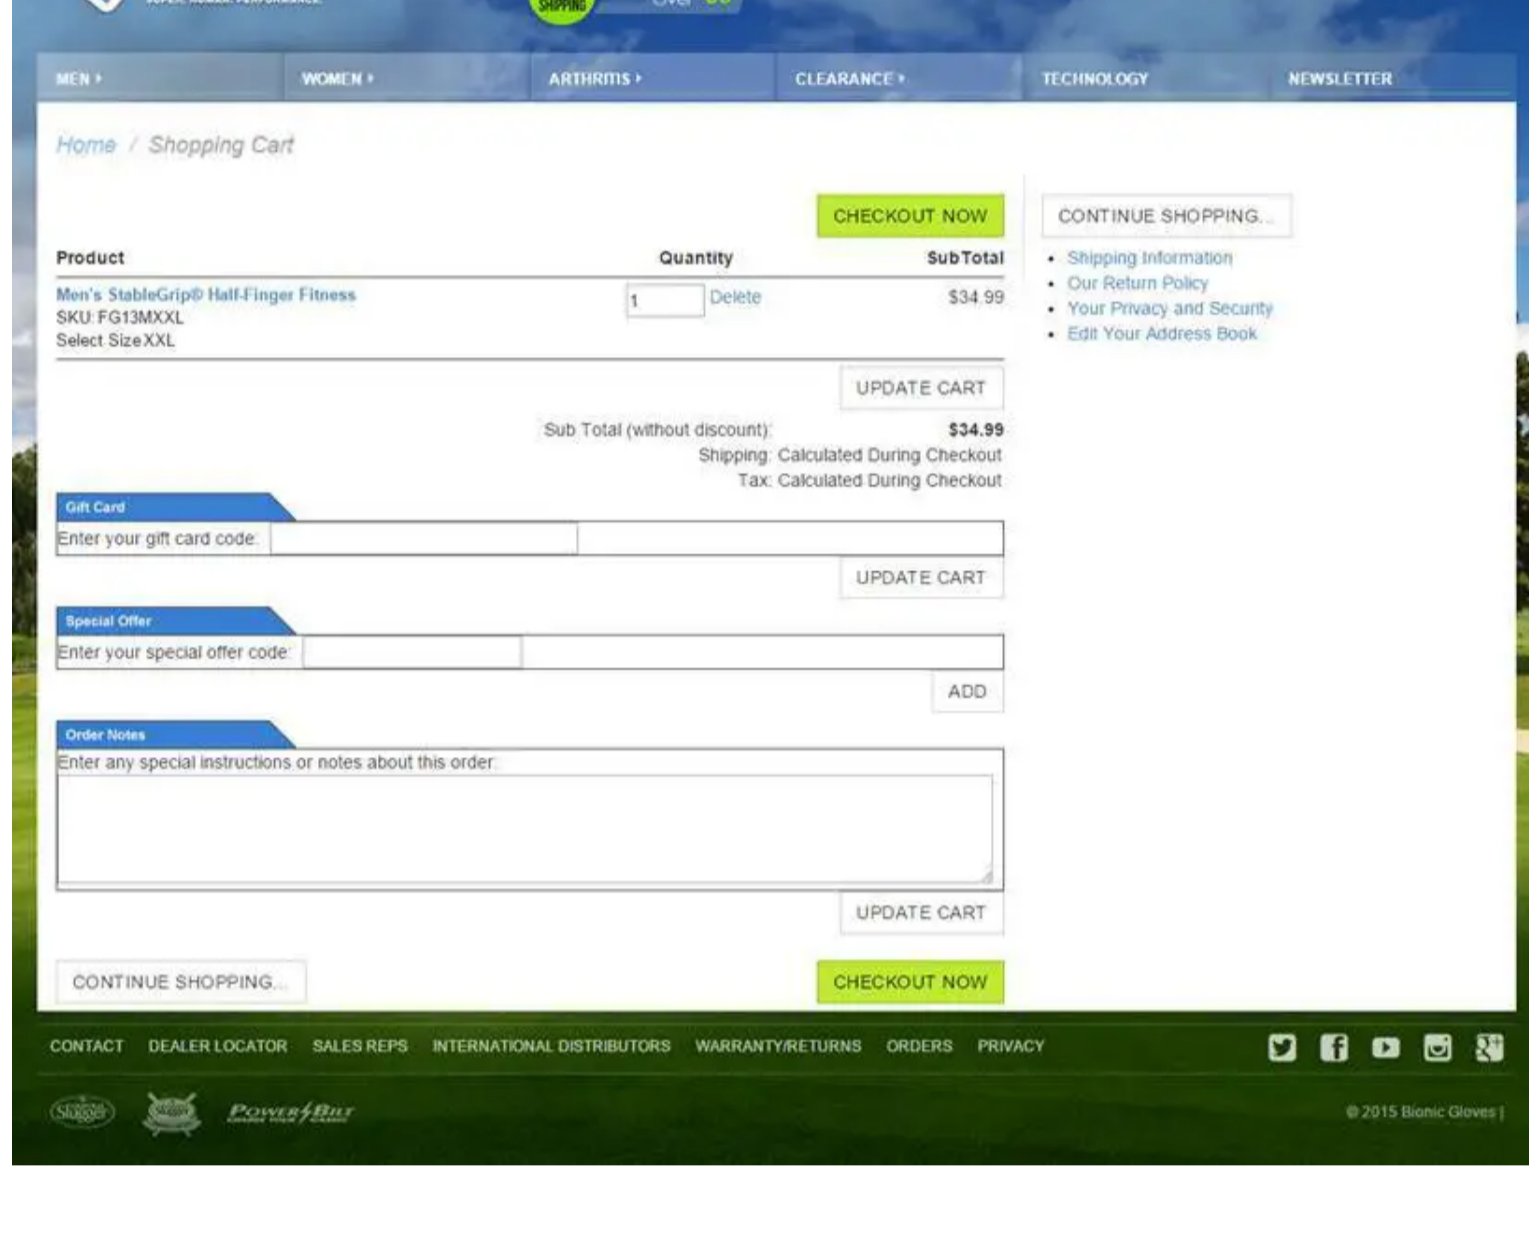 SUPER. HUMAN. PERFORMANCE.
SHIPPING
Over
MEN
WOMEN
ARTHRITIS
CLEARANCE
TECHNOLOGY
NEWSLETTER
Home / Shopping Cart
CHECKOUT NOW
CONTINUE SHOPPING...
Product Quantity SubTotal
Men's StableGrip® Half-Finger Fitness 1 Delete $34.99
SKU: FG13MXXL
Select Size XXL
• Shipping Information
• Our Return Policy
• Your Privacy and Security
• Edit Your Address Book
UPDATE CART
Sub Total (without discount): $34.99
Shipping: Calculated During Checkout
Tax: Calculated During Checkout
Gift Card
Enter your gift card code:
UPDATE CART
Special Offer
Enter your special offer code:
ADD
Order Notes
Enter any special instructions or notes about this order:
UPDATE CART
CONTINUE SHOPPING...
CHECKOUT NOW
CONTACT DEALER LOCATOR SALES REPS INTERNATIONAL DISTRIBUTORS WARRANTY/RETURNS ORDERS PRIVACY
Slugger
POWERBILT
© 2015 Bionic Gloves |